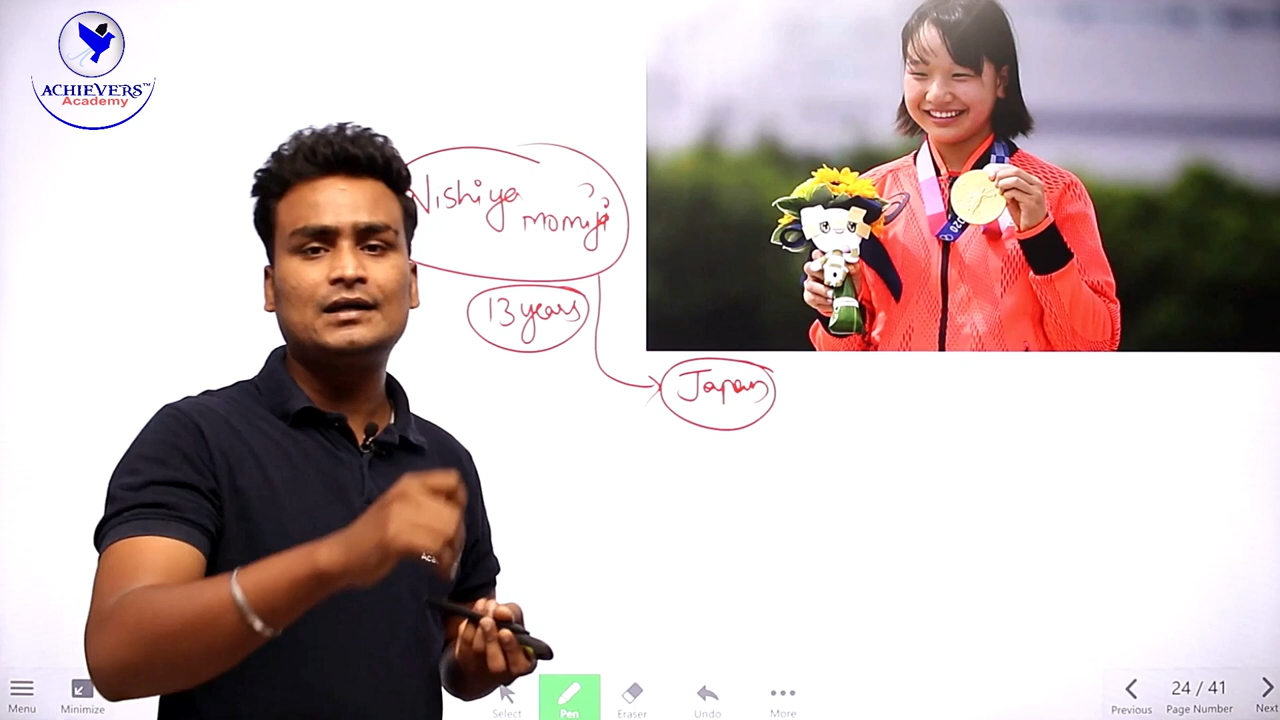 ACHIEVERS™
Academy
Nishiya
momiji
13 years
Japan
Menu
Minimize
Select
Pen
Eraser
Undo
More
Previous
24 / 41
Page Number
Next